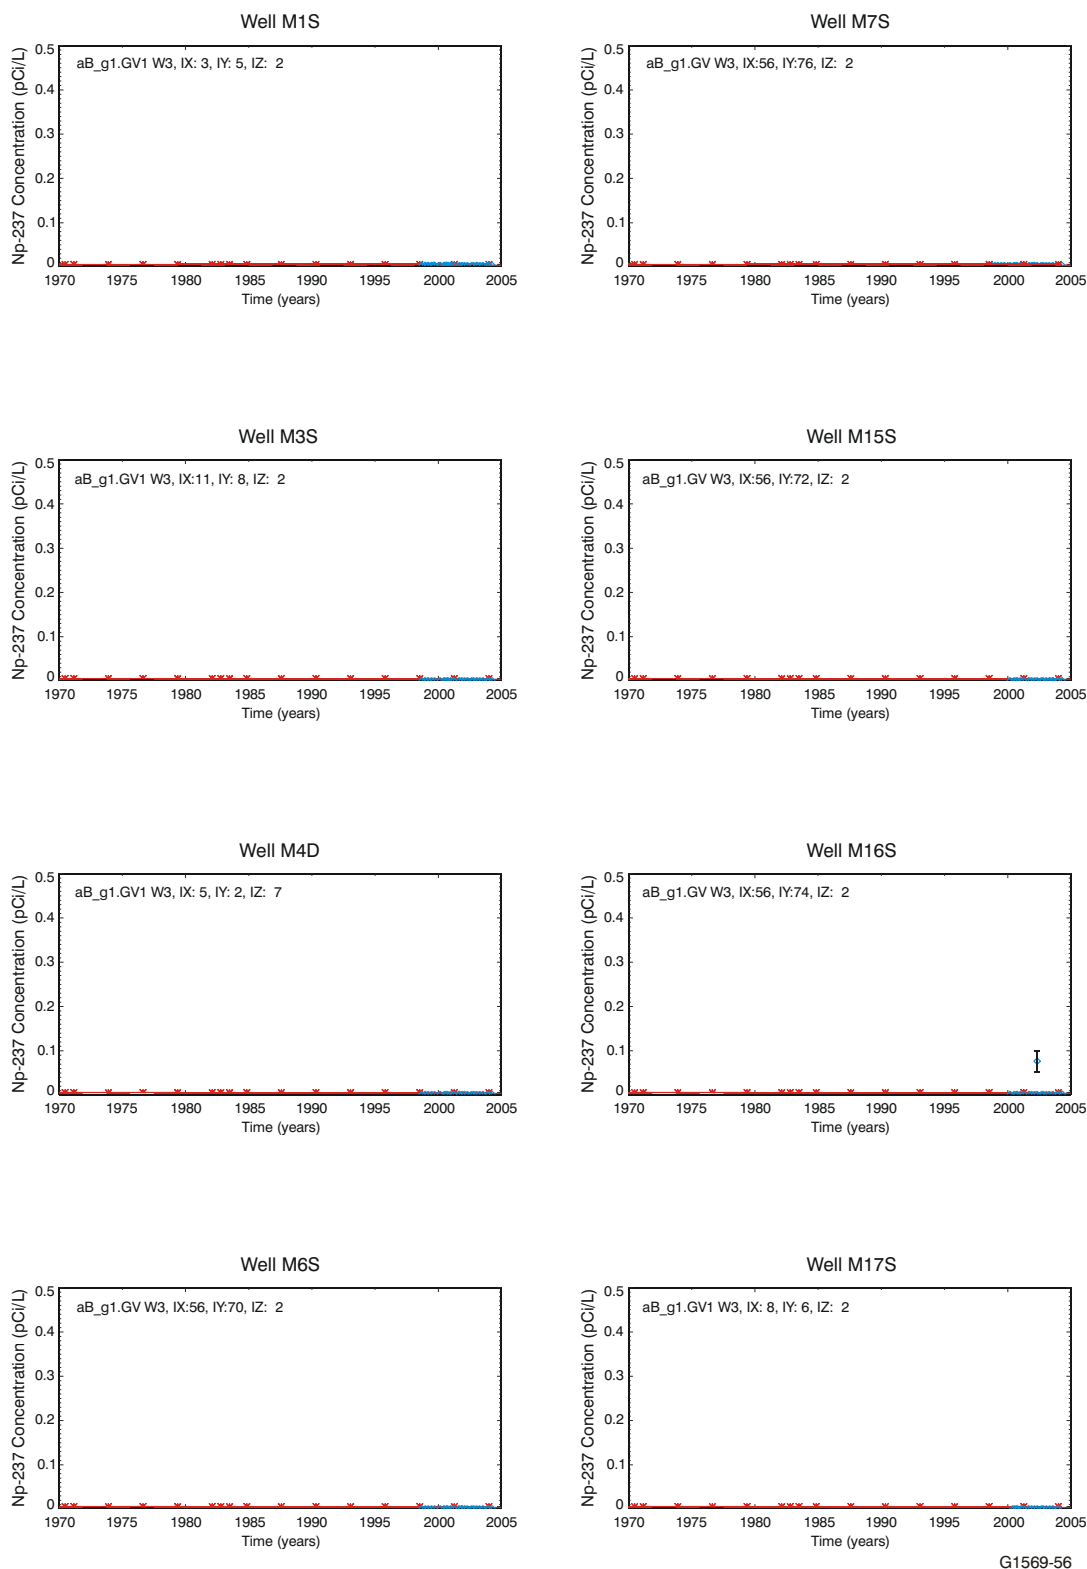 Well M1S
Np-237 Concentration (pCi/L)
aB_g1.GV1 W3, IX: 3, IY: 5, IZ: 2
0.5
0.4
0.3
0.2
0.1
0
1970 1975 1980 1985 1990 1995 2000 2005
Time (years)
Well M7S
Np-237 Concentration (pCi/L)
aB_g1.GV W3, IX:56, IY:76, IZ: 2
0.5
0.4
0.3
0.2
0.1
0
1970 1975 1980 1985 1990 1995 2000 2005
Time (years)
Well M3S
Np-237 Concentration (pCi/L)
aB_g1.GV1 W3, IX:11, IY: 8, IZ: 2
0.5
0.4
0.3
0.2
0.1
0
1970 1975 1980 1985 1990 1995 2000 2005
Time (years)
Well M15S
Np-237 Concentration (pCi/L)
aB_g1.GV W3, IX:56, IY:72, IZ: 2
0.5
0.4
0.3
0.2
0.1
0
1970 1975 1980 1985 1990 1995 2000 2005
Time (years)
Well M4D
Np-237 Concentration (pCi/L)
aB_g1.GV1 W3, IX: 5, IY: 2, IZ: 7
0.5
0.4
0.3
0.2
0.1
0
1970 1975 1980 1985 1990 1995 2000 2005
Time (years)
Well M16S
Np-237 Concentration (pCi/L)
aB_g1.GV W3, IX:56, IY:74, IZ: 2
0.5
0.4
0.3
0.2
0.1
0
1970 1975 1980 1985 1990 1995 2000 2005
Time (years)
Well M6S
Np-237 Concentration (pCi/L)
aB_g1.GV W3, IX:56, IY:70, IZ: 2
0.5
0.4
0.3
0.2
0.1
0
1970 1975 1980 1985 1990 1995 2000 2005
Time (years)
Well M17S
Np-237 Concentration (pCi/L)
aB_g1.GV1 W3, IX: 8, IY: 6, IZ: 2
0.5
0.4
0.3
0.2
0.1
0
1970 1975 1980 1985 1990 1995 2000 2005
Time (years)
G1569-56